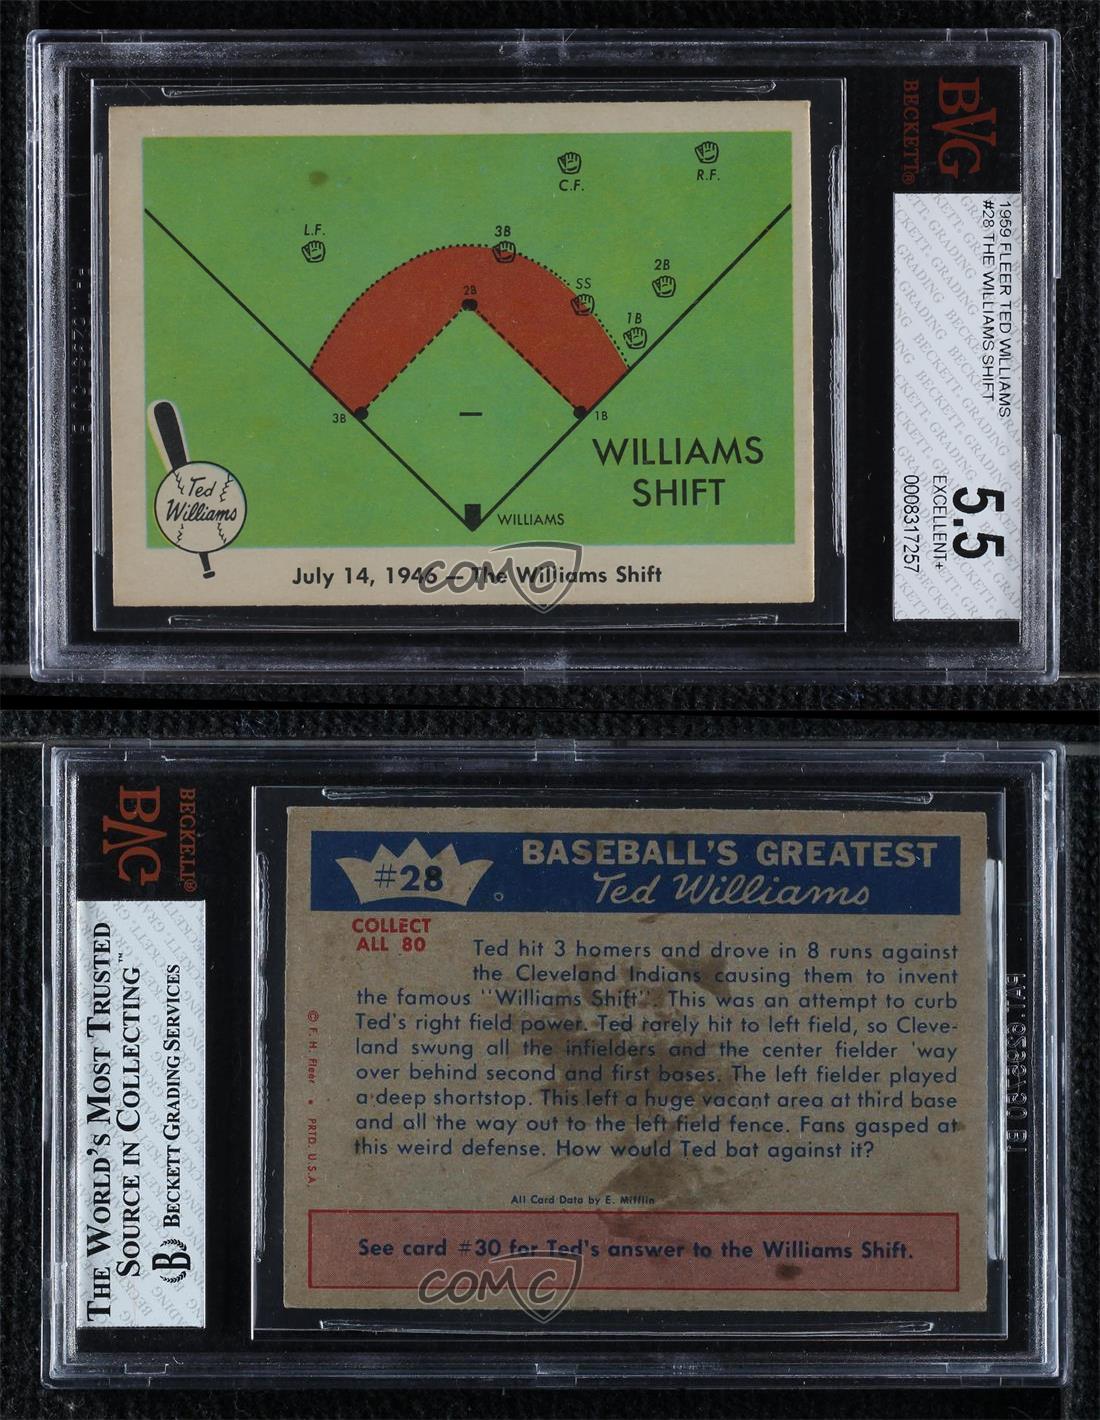 BVG
BECKETT®
1959 FLEER TED WILLIAMS
#28 THE WILLIAMS SHIFT
5.5
EXCELLENT+
0008317257
C.F.
R.F.
L.F.
3B
2B
SS
1B
2B
3B
1B
WILLIAMS
SHIFT
WILLIAMS
Ted
Williams
July 14, 1946 — The Williams Shift
COMC
BECKETT®
BVG
THE WORLD'S MOST TRUSTED
SOURCE IN COLLECTING™
B BECKETT GRADING SERVICES
#28
BASEBALL'S GREATEST
Ted Williams
COLLECT
ALL 80
Ted hit 3 homers and drove in 8 runs against
the Cleveland Indians causing them to invent
the famous "Williams Shift". This was an attempt to curb
Ted's right field power. Ted rarely hit to left field, so Cleve-
land swung all the infielders and the center fielder 'way
over behind second and first bases. The left fielder played
a deep shortstop. This left a huge vacant area at third base
and all the way out to the left field fence. Fans gasped at
this weird defense. How would Ted bat against it?
© F. H. Fleer • PRTD. U.S.A.
All Card Data by E. Mifflin
See card #30 for Ted's answer to the Williams Shift.
COMC